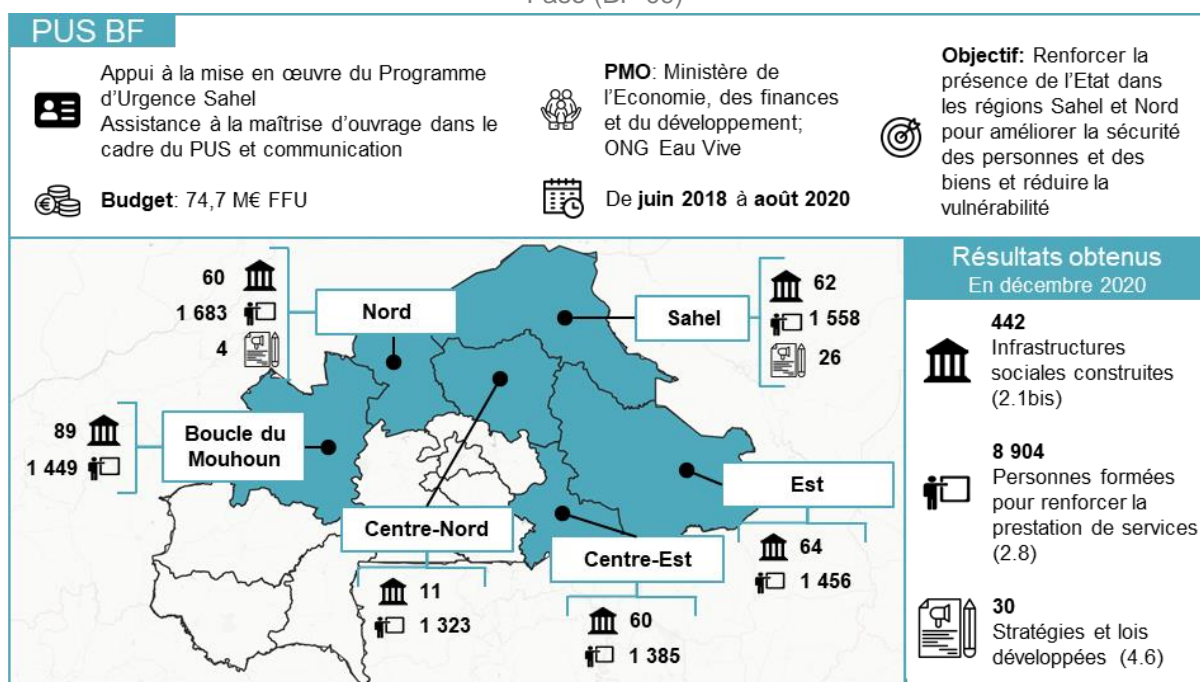 PUS BF
Appui à la mise en œuvre du Programme
d'Urgence Sahel
Assistance à la maîtrise d'ouvrage dans le
cadre du PUS et communication
Budget: 74,7 M€ FFU
PMO: Ministère de
l'Economie, des finances
et du développement;
ONG Eau Vive
De juin 2018 à août 2020
Objectif: Renforcer la
présence de l'Etat dans
les régions Sahel et Nord
pour améliorer la sécurité
des personnes et des
biens et réduire la
vulnérabilité
60
1 683
4
Nord
Sahel
62
1 558
26
89
1 449
Boucle du
Mouhoun
Est
64
1 456
Centre-Nord
11
1 323
Centre-Est
60
1 385
Résultats obtenus
En décembre 2020
442
Infrastructures
sociales construites
(2.1bis)
8 904
Personnes formées
pour renforcer la
prestation de services
(2.8)
30
Stratégies et lois
développées (4.6)